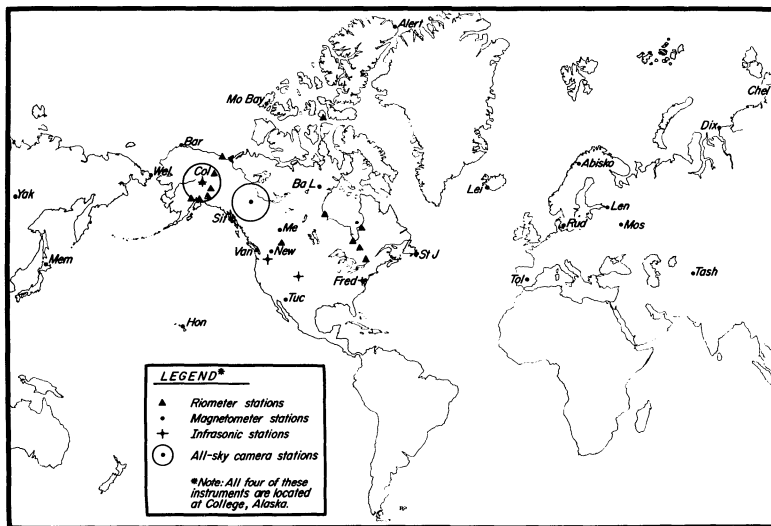 Alert
Mo Bay
Chel
Dix
Bar
Wel
Col
Ba L
Lei
Abisko
Yak
Sit
Me
Len
Rud
Mos
Van
New
St J
Mem
Fred
Tol
Tash
Tuc
Hon
LEGEND*
Riometer stations
Magnetometer stations
Infrasonic stations
All-sky camera stations
*Note: All four of these
instruments are located
at College, Alaska.